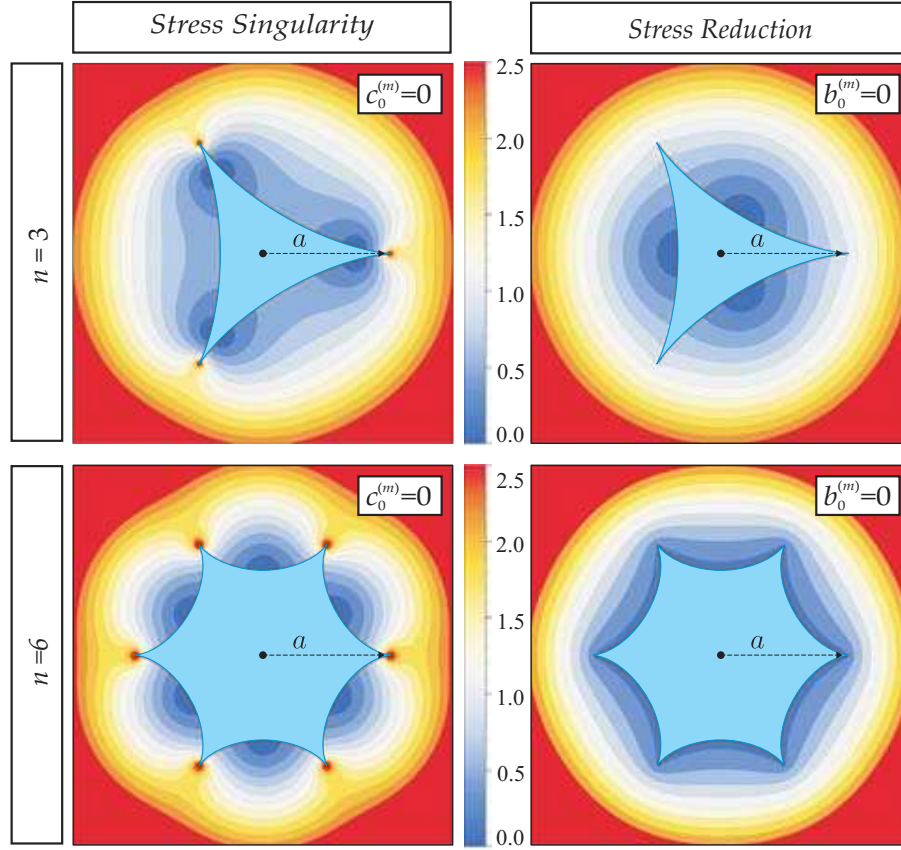 Stress Singularity
Stress Reduction
n = 3
c₀⁽ᵐ⁾=0
a
2.5
2.0
1.5
1.0
0.5
0.0
b₀⁽ᵐ⁾=0
a
n=6
c₀⁽ᵐ⁾=0
a
2.5
2.0
1.5
1.0
0.5
0.0
b₀⁽ᵐ⁾=0
a